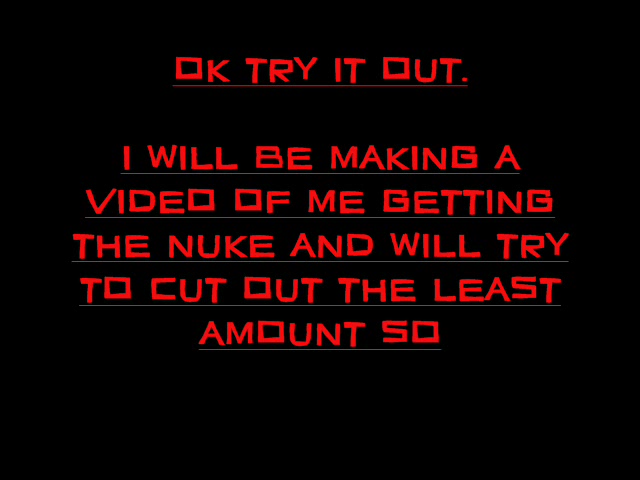 OK TRY IT OUT.
I WILL BE MAKING A
VIDEO OF ME GETTING
THE NUKE AND WILL TRY
TO CUT OUT THE LEAST
AMOUNT SO